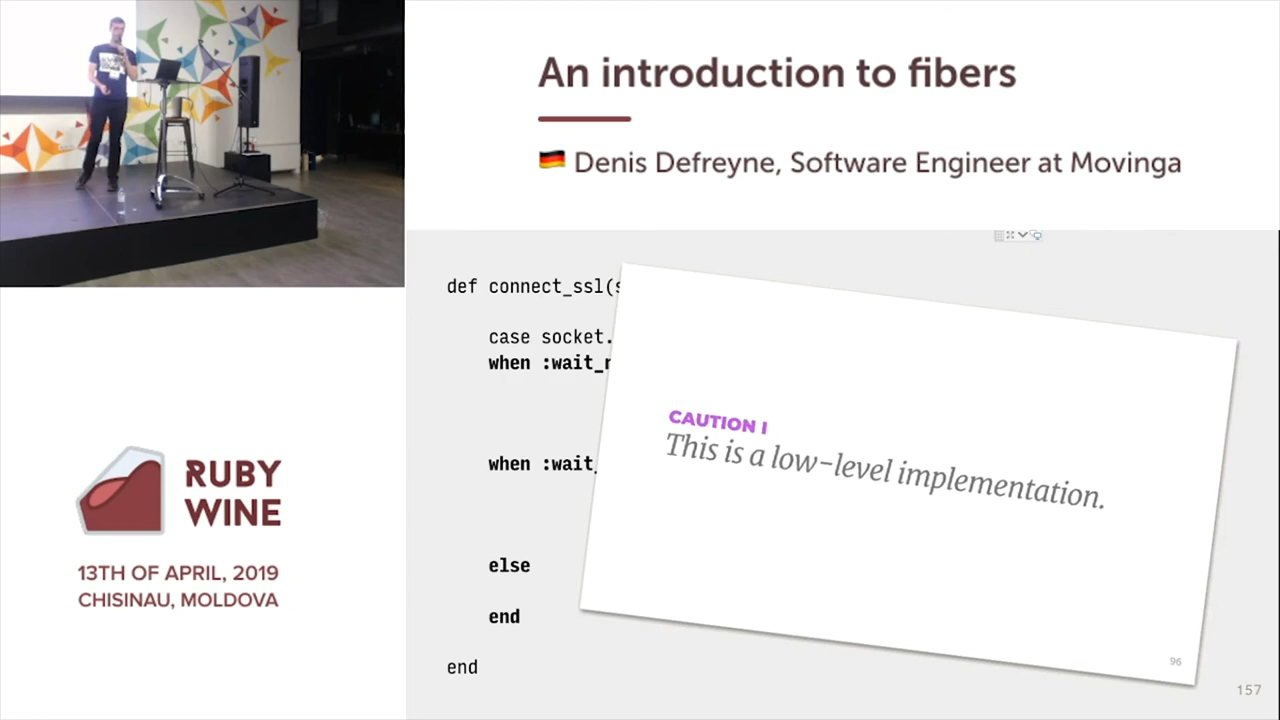 An introduction to fibers
🇩🇪 Denis Defreyne, Software Engineer at Movinga
def connect_ssl(s
case socket.
when :wait_r
when :wait_
else
end
end
CAUTION I
This is a low-level implementation.
96
157
RUBY
WINE
13TH OF APRIL, 2019
CHISINAU, MOLDOVA